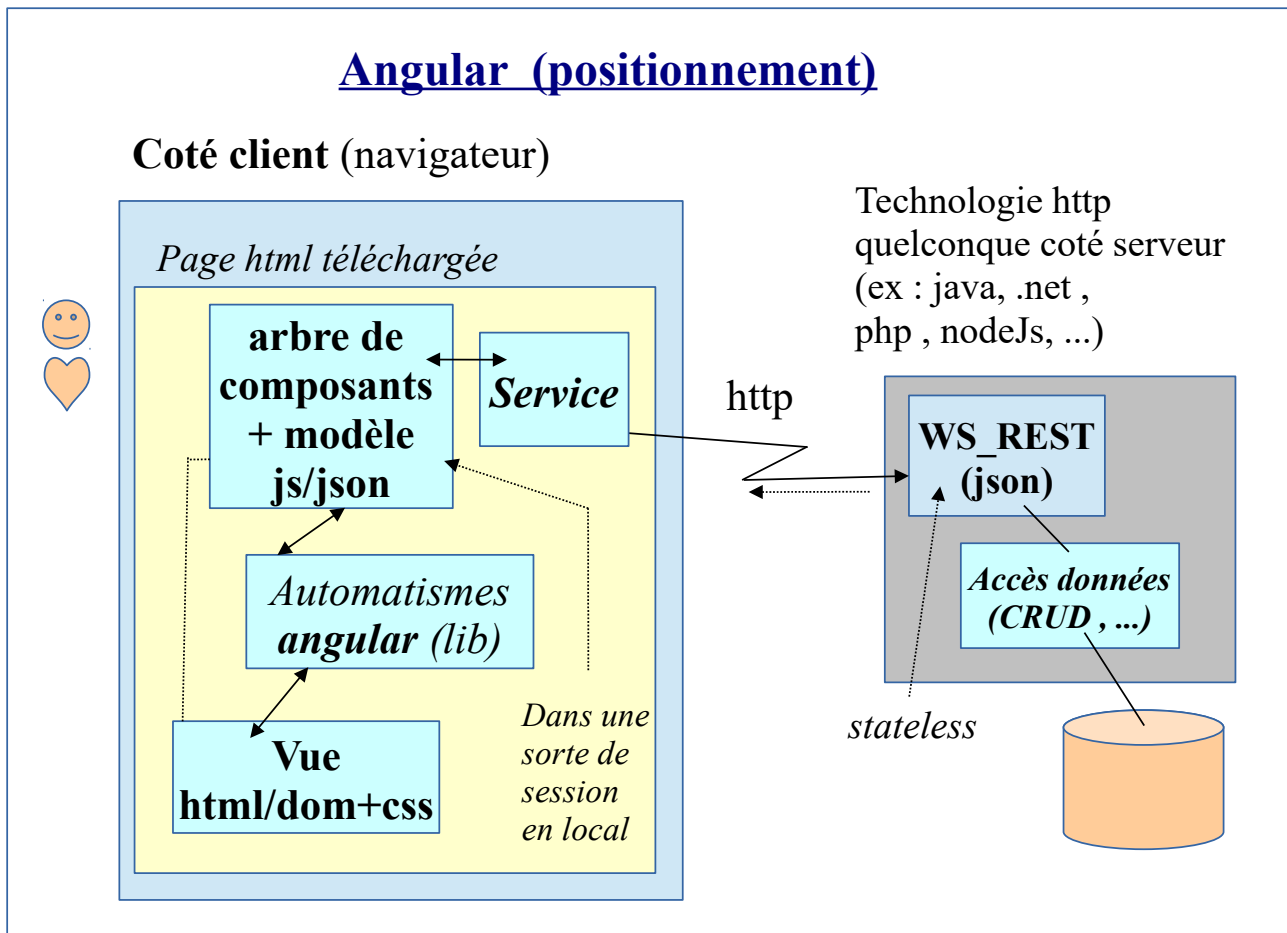 Angular (positionnement)
Coté client (navigateur)
Page html téléchargée
arbre de
composants
+ modèle
js/json
Service
Automatismes
angular (lib)
Vue
html/dom+css
Dans une
sorte de
session
en local
http
Technologie http
quelconque coté serveur
(ex : java, .net ,
php , nodeJs, ...)
WS_REST
(json)
Accès données
(CRUD , ...)
stateless